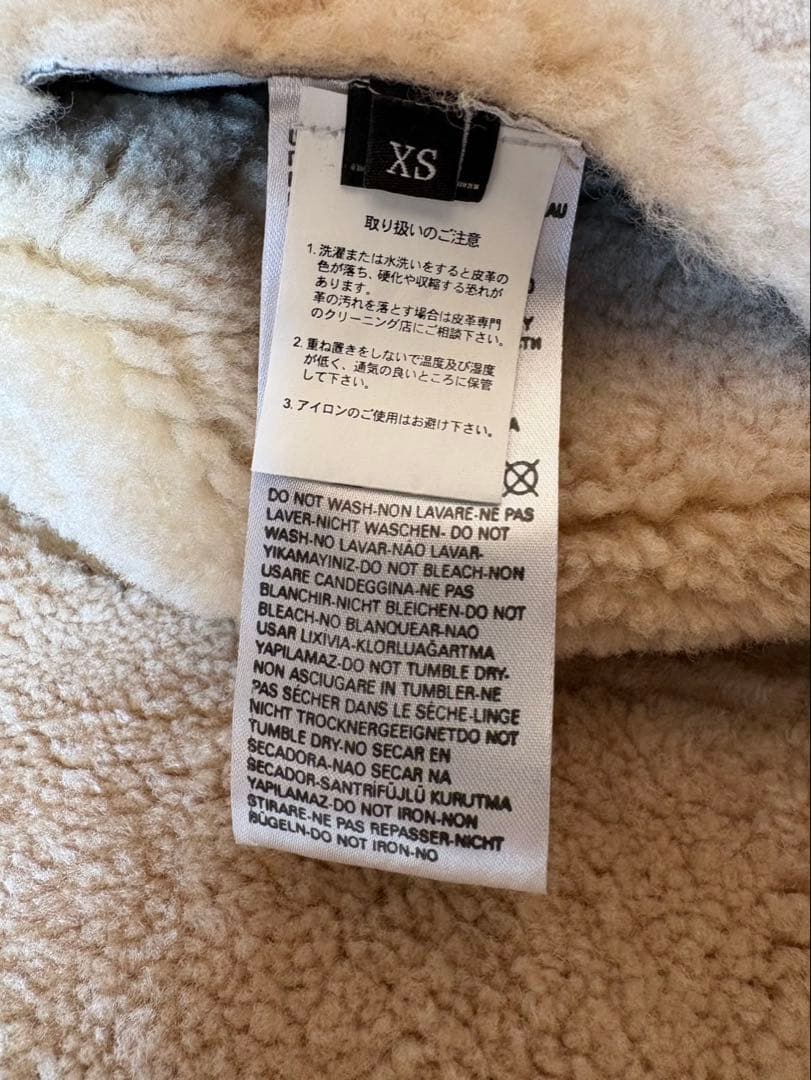 XS
AU
取り扱いのご注意
1. 洗濯または水洗いをすると皮革の
色が落ち、硬化や収縮する恐れが
あります。
革の汚れを落とす場合は皮革専門
のクリーニング店にご相談下さい。
2. 重ね置きをしないで温度及び湿度
が低く、通気の良いところに保管
して下さい。
3. アイロンのご使用はお避け下さい。
DO NOT WASH-NON LAVARE-NE PAS
LAVER-NICHT WASCHEN- DO NOT
WASH-NO LAVAR-NÃO LAVAR-
YIKAMAYINIZ-DO NOT BLEACH-NON
USARE CANDEGGINA-NE PAS
BLANCHIR-NICHT BLEICHEN-DO NOT
BLEACH-NO BLANQUEAR-NAO
USAR LIXIVIA-KLORLUAĞARTMA
YAPILAMAZ-DO NOT TUMBLE DRY-
NON ASCIUGARE IN TUMBLER-NE
PAS SÉCHER DANS LE SÈCHE-LINGE
NICHT TROCKNERGEEIGNETDO NOT
TUMBLE DRY-NO SECAR EN
SECADORA-NAO SECAR NA
SECADOR-SANTRİFÜJLÜ KURUTMA
YAPILAMAZ-DO NOT IRON-NON
STIRARE-NE PAS REPASSER-NICHT
BÜGELN-DO NOT IRON-NO